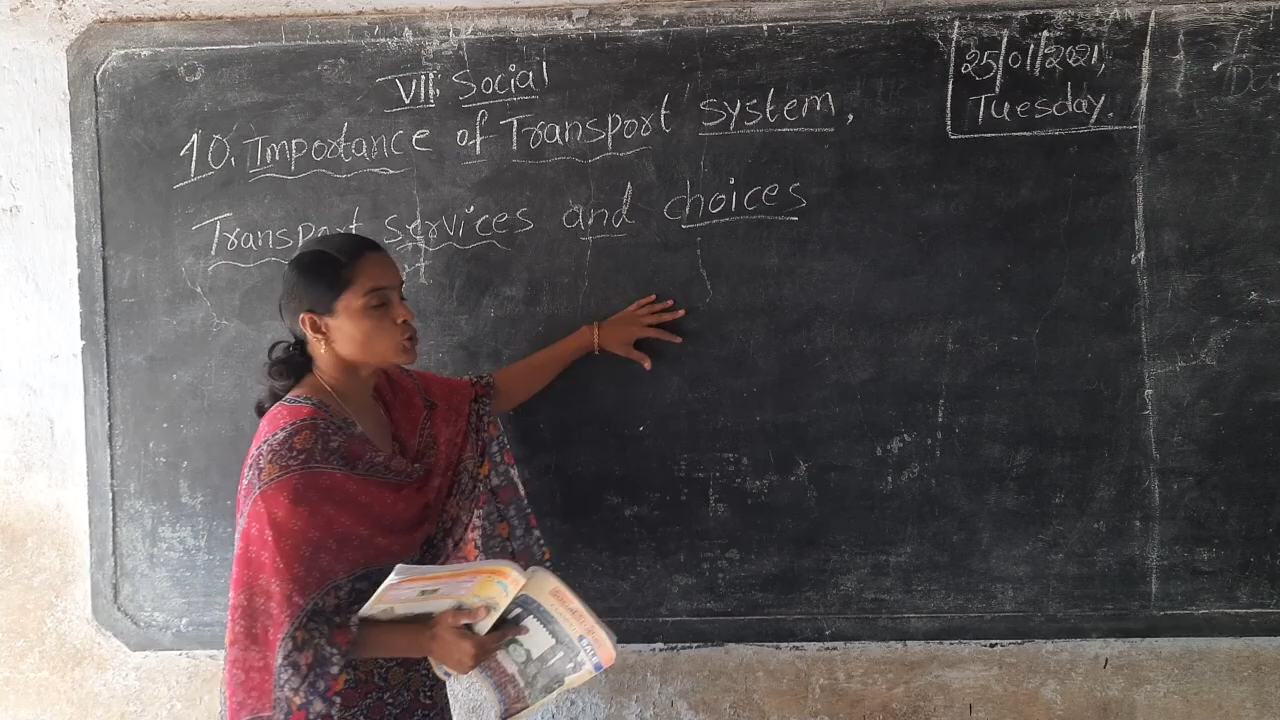 VII Social
25/01/2021,
Tuesday.
10. Importance of Transport system,
Transport services and choices